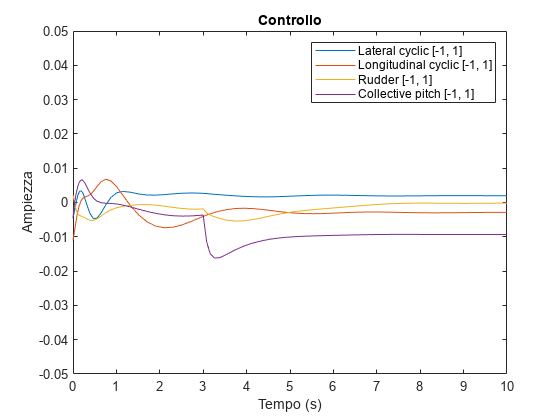 Controllo
0.05
0.04
0.03
0.02
0.01
0
-0.01
-0.02
-0.03
-0.04
-0.05
Ampiezza
Lateral cyclic [-1, 1]
Longitudinal cyclic [-1, 1]
Rudder [-1, 1]
Collective pitch [-1, 1]
0 1 2 3 4 5 6 7 8 9 10
Tempo (s)